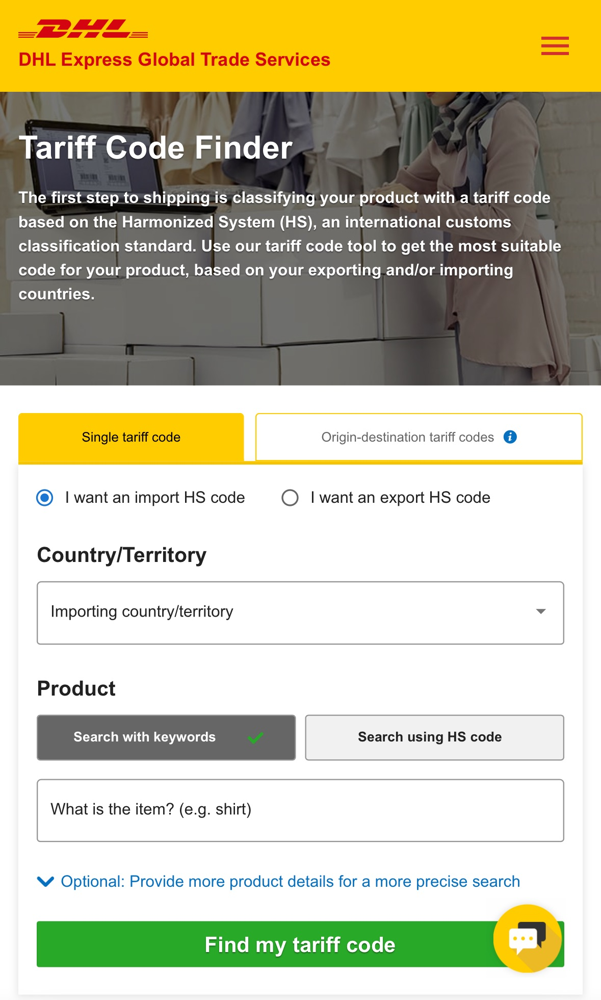 DHL
DHL Express Global Trade Services
Tariff Code Finder
The first step to shipping is classifying your product with a tariff code
based on the Harmonized System (HS), an international customs
classification standard. Use our tariff code tool to get the most suitable
code for your product, based on your exporting and/or importing
countries.
Single tariff code
Origin-destination tariff codes i
I want an import HS code
I want an export HS code
Country/Territory
Importing country/territory
Product
Search with keywords
Search using HS code
What is the item? (e.g. shirt)
Optional: Provide more product details for a more precise search
Find my tariff code